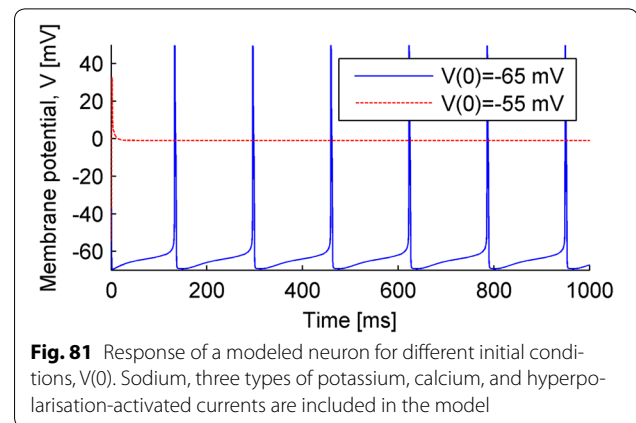 Membrane potential, V [mV]
40
20
0
-20
-40
-60
V(0)=-65 mV
V(0)=-55 mV
0 200 400 600 800 1000
Time [ms]
Fig. 81 Response of a modeled neuron for different initial condi-
tions, V(0). Sodium, three types of potassium, calcium, and hyperpo-
larisation-activated currents are included in the model